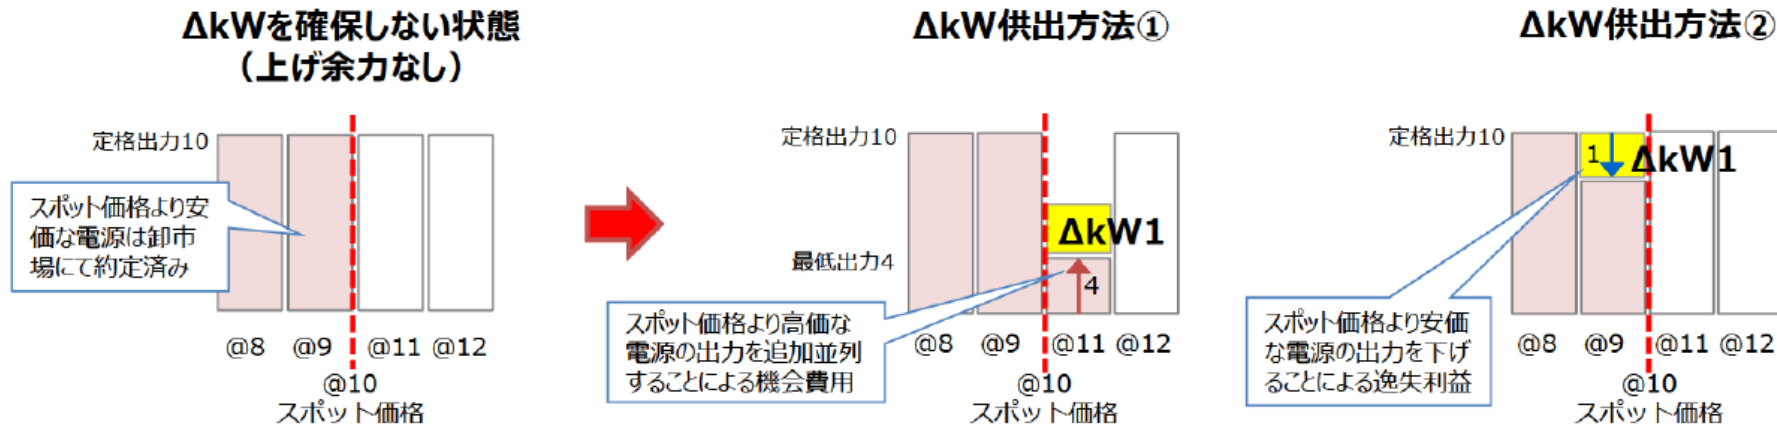 ΔkWを確保しない状態
（上げ余力なし）
定格出力10
スポット価格より安
価な電源は卸市
場にて約定済み
@8
@9
@11
@12
@10
スポット価格
ΔkW供出方法①
定格出力10
ΔkW1
最低出力4
4
スポット価格より高価な
電源の出力を追加並列
することによる機会費用
@8
@9
@11
@12
@10
スポット価格
ΔkW供出方法②
定格出力10
1
ΔkW1
スポット価格より安価
な電源の出力を下げ
ることによる逸失利益
@8
@9
@11
@12
@10
スポット価格